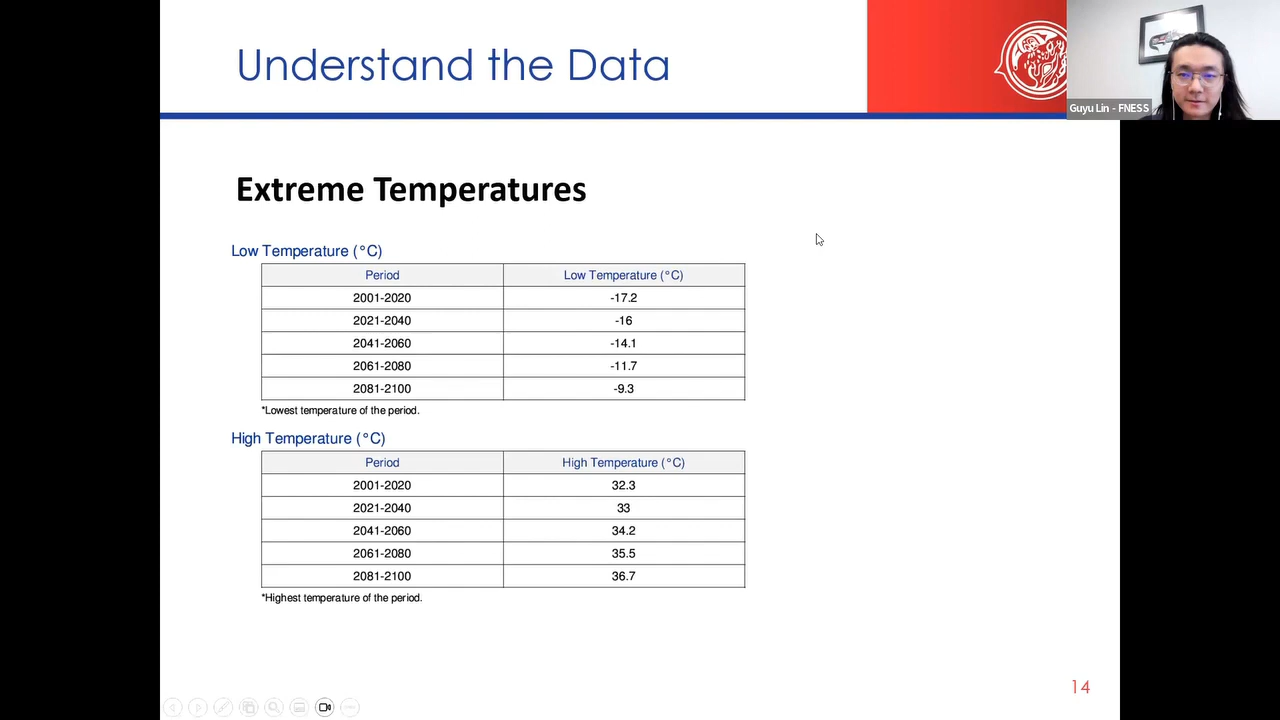 Understand the Data
Guyu Lin - FNESS
Extreme Temperatures
Low Temperature (°C)
Period Low Temperature (°C)
2001-2020 -17.2
2021-2040 -16
2041-2060 -14.1
2061-2080 -11.7
2081-2100 -9.3
*Lowest temperature of the period.
High Temperature (°C)
Period High Temperature (°C)
2001-2020 32.3
2021-2040 33
2041-2060 34.2
2061-2080 35.5
2081-2100 36.7
*Highest temperature of the period.
14